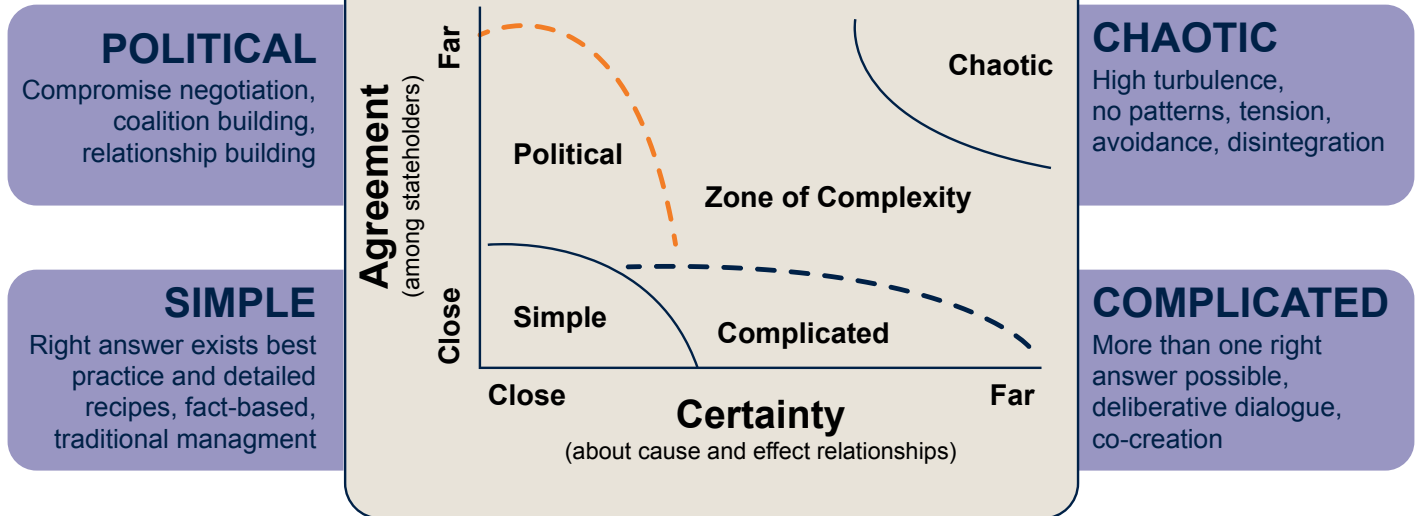 POLITICAL
Compromise negotiation,
coalition building,
relationship building
SIMPLE
Right answer exists best
practice and detailed
recipes, fact-based,
traditional managment
Agreement
(among stateholders)
Far
Close
Political
Simple
Zone of Complexity
Complicated
Chaotic
Close
Far
Certainty
(about cause and effect relationships)
CHAOTIC
High turbulence,
no patterns, tension,
avoidance, disintegration
COMPLICATED
More than one right
answer possible,
deliberative dialogue,
co-creation